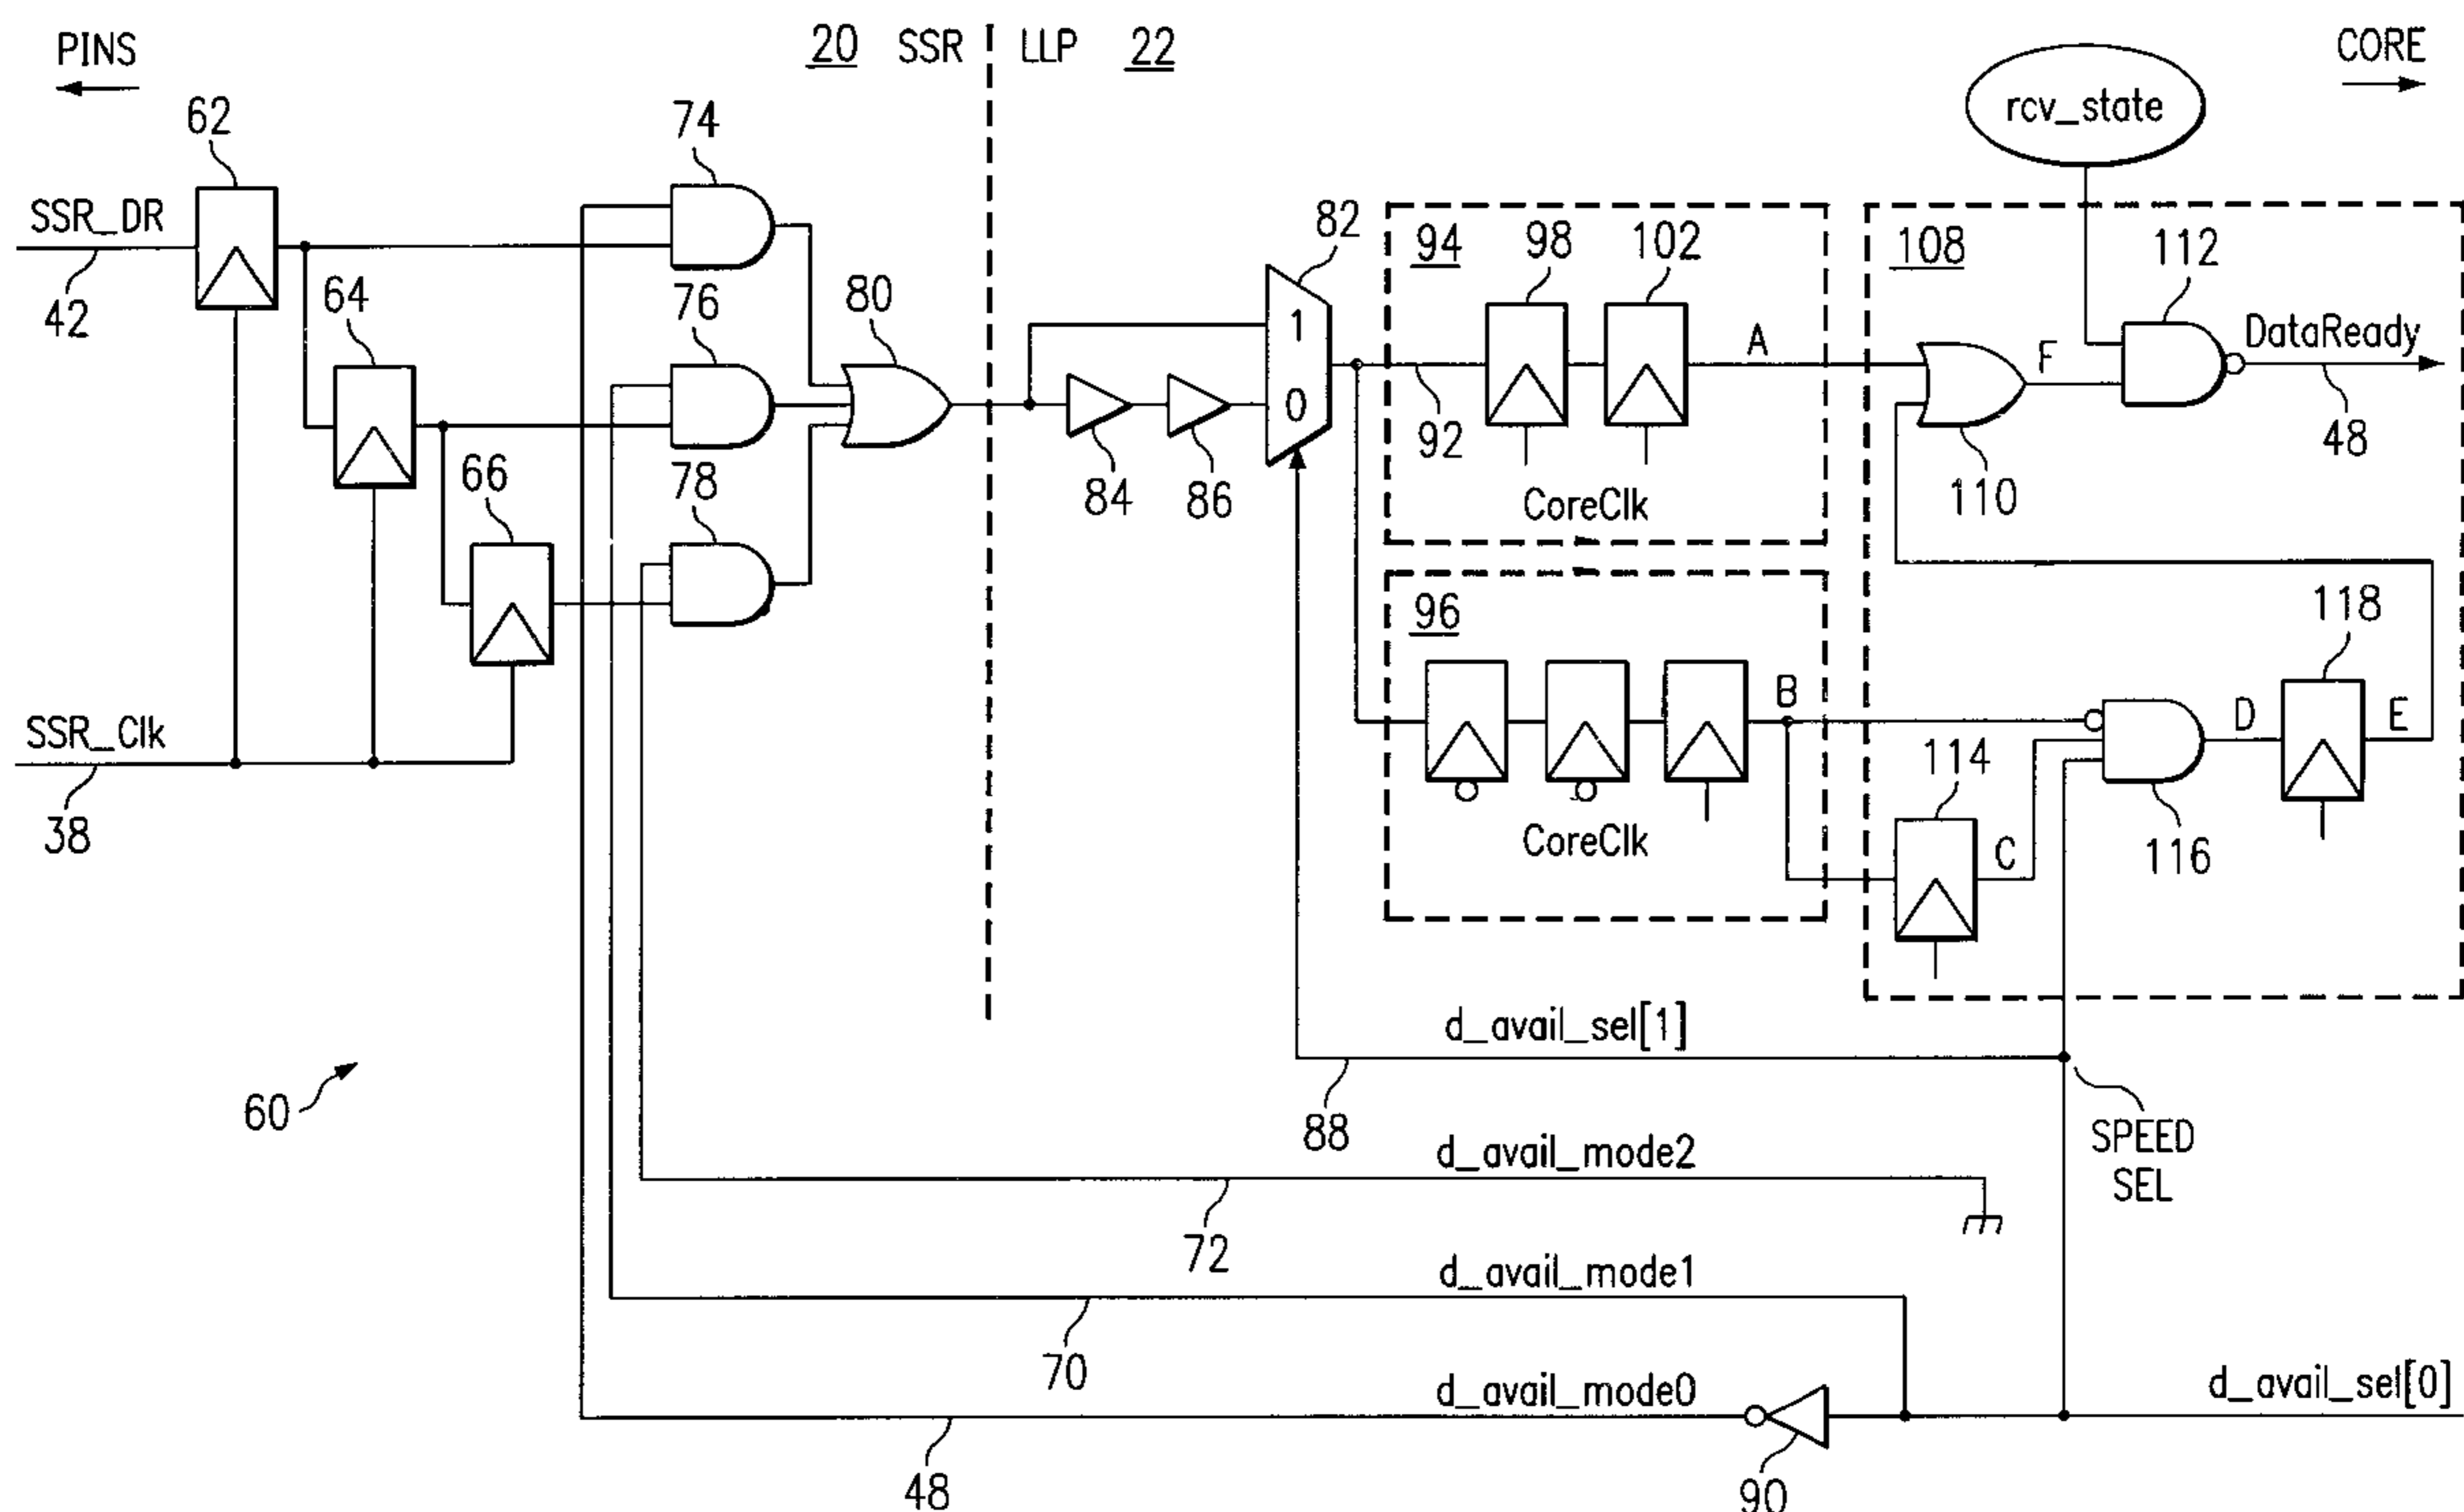 PINS
20 SSR
LLP 22
CORE
rcv_state
62
74
SSR_DR
42
64
76
80
82
94
98
102
108
112
1
A
F
DataReady
48
0
92
84
86
CoreClk
110
66
78
96
118
SSR_Clk
38
B
D
E
114
C
116
CoreClk
60
d_avail_sel[1]
88
SPEED
SEL
d_avail_mode2
72
d_avail_mode1
70
d_avail_mode0
d_avail_sel[0]
48
90